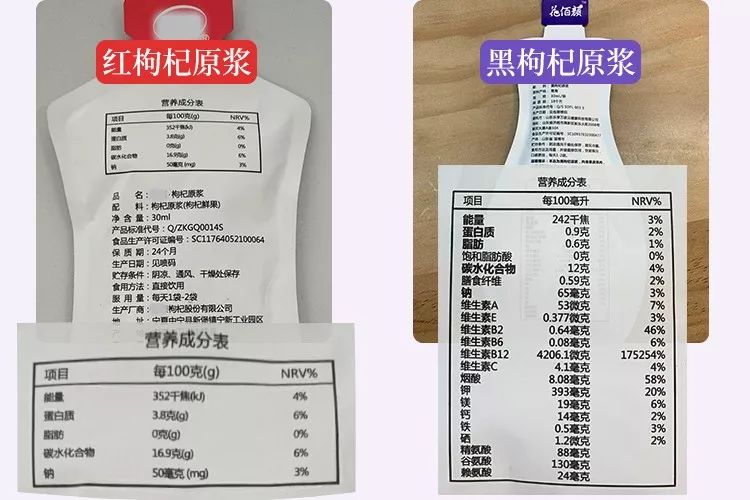 红枸杞原浆
营养成分表
项目 每100克(g) NRV%
能量 352千焦(kJ) 4%
蛋白质 3.8克(g) 6%
脂肪 0克(g) 0%
碳水化合物 16.9克(g) 6%
钠 50毫克(mg) 3%
品 名: 枸杞原浆
配 料: 枸杞原浆(枸杞鲜果)
净 含 量: 30ml
产品标准代号: Q/ZKGQ0014S
食品生产许可证编号: SC11764052100064
保 质 期: 24个月
生产日期: 见喷码
贮存条件: 阴凉、通风、干燥处保存
食用方法: 直接饮用
服 用 量: 每天1袋-2袋
生产厂商: 枸杞股份有限公司
地 址: 宁夏中宁县新堡镇宁新工业园区
营养成分表
项目 每100克(g) NRV%
能量 352千焦(kJ) 4%
蛋白质 3.8克(g) 6%
脂肪 0克(g) 0%
碳水化合物 16.9克(g) 6%
钠 50毫克 (mg) 3%
花佰颜
黑枸杞原浆
营养成分表
项目 每100毫升 NRV%
能量 242千焦 3%
蛋白质 0.9克 2%
脂肪 0.6克 1%
饱和脂肪酸 0克 0%
碳水化合物 12克 4%
膳食纤维 0.59克 2%
钠 65毫克 3%
维生素A 53微克 7%
维生素E 0.377毫克 3%
维生素B2 0.64毫克 46%
维生素B6 0.08毫克 6%
维生素B12 4206.1微克 175254%
维生素C 4.1毫克 4%
烟酸 8.08毫克 58%
钾 393毫克 20%
镁 19毫克 6%
钙 14毫克 2%
铁 0.5毫克 3%
硒 1.2微克 2%
精氨酸 88毫克
谷氨酸 130毫克
赖氨酸 24毫克